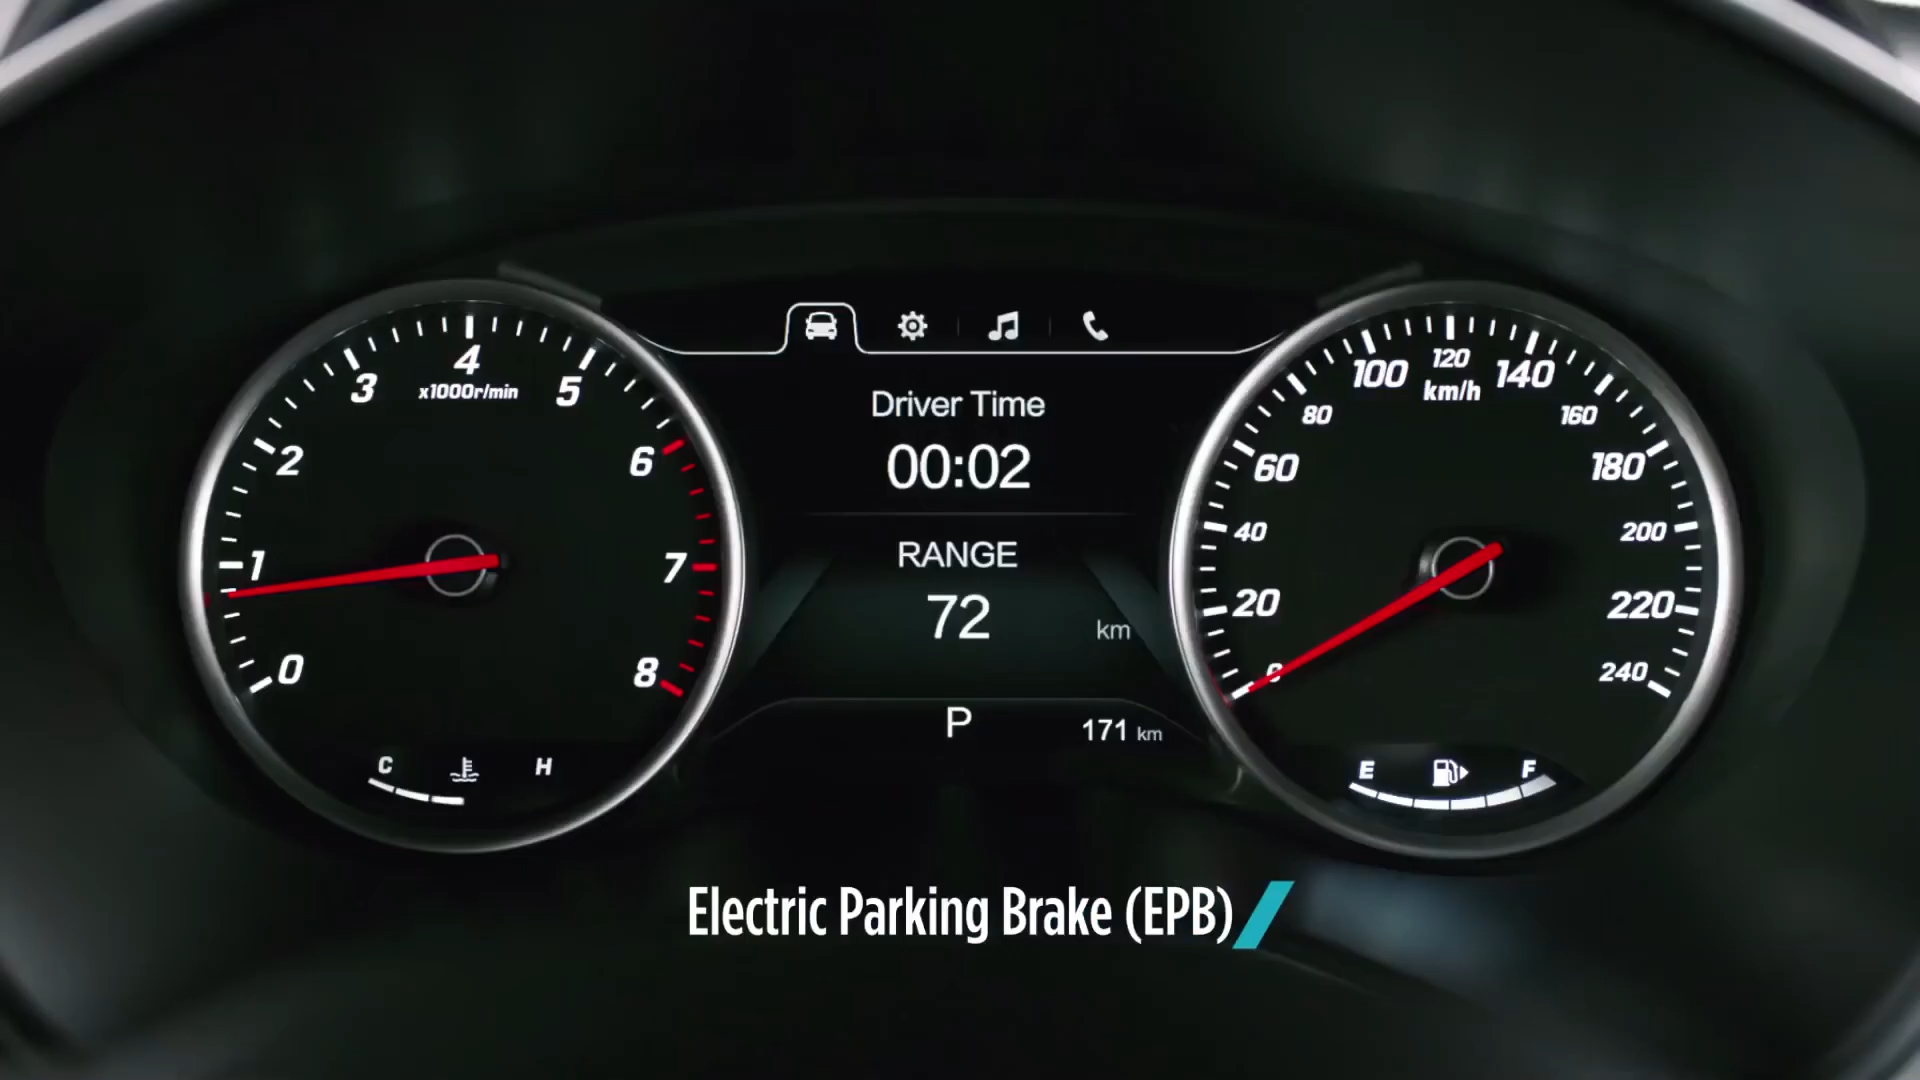 4
3
5
x1000r/min
2
6
1
7
0
8
C
H
Driver Time
00:02
RANGE
72
km
P
171 km
120
100
140
km/h
80
160
60
180
40
200
20
220
0
240
E
F
Electric Parking Brake (EPB)